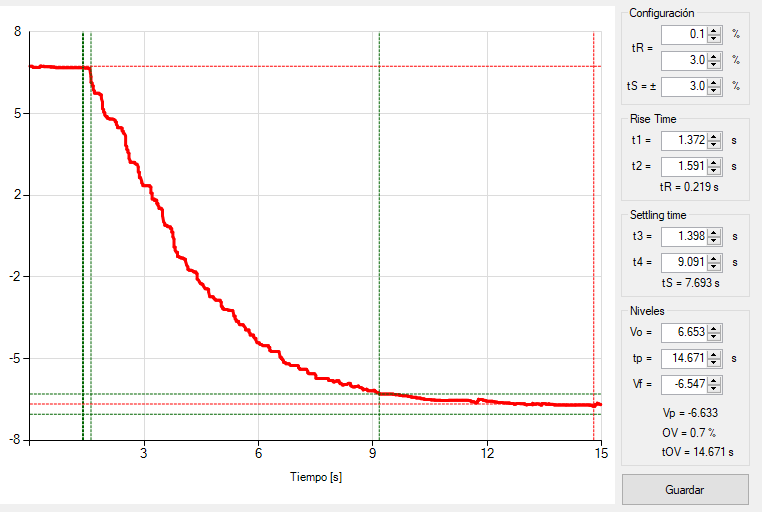 8
5
2
-2
-5
-8
3
6
9
12
15
Tiempo [s]
Configuración
tR =
0.1 %
3.0 %
tS = ± 3.0 %
Rise Time
t1 = 1.372 s
t2 = 1.591 s
tR = 0.219 s
Settling time
t3 = 1.398 s
t4 = 9.091 s
tS = 7.693 s
Niveles
Vo = 6.653
tp = 14.671 s
Vf = -6.547
Vp = -6.633
OV = 0.7 %
tOV = 14.671 s
Guardar